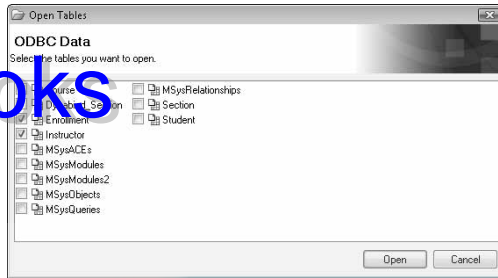 Open Tables
ODBC Data
Select the tables you want to open.
oks
Course
Dynabind_Section
Enrollment
Instructor
MSysACEs
MSysModules
MSysModules2
MSysObjects
MSysQueries
MSysRelationships
Section
Student
Open
Cancel